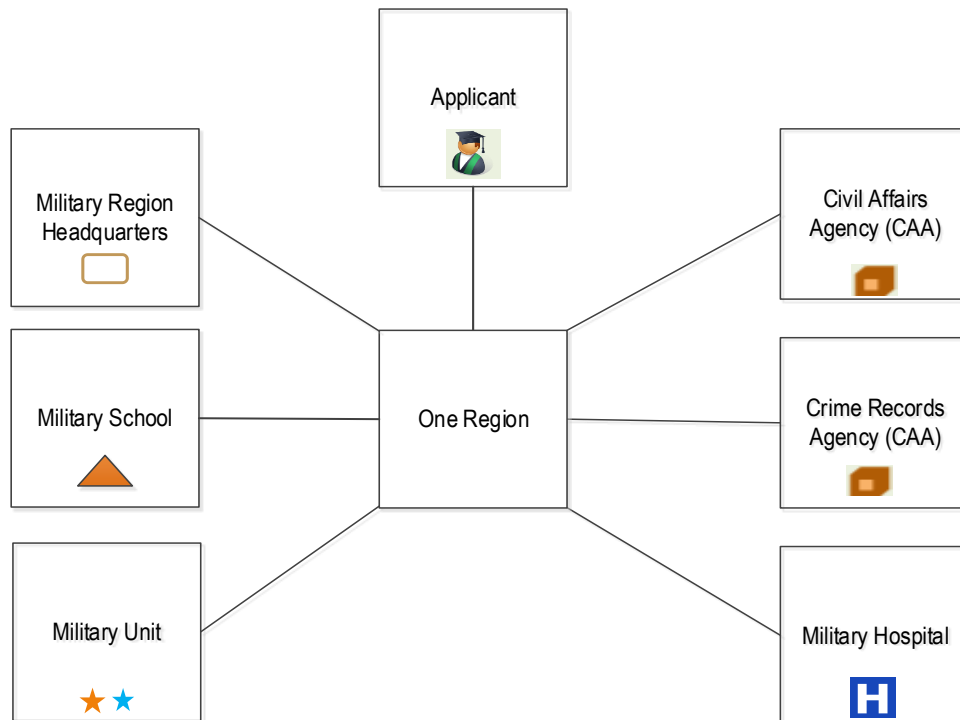 Applicant
Military Region
Headquarters
Civil Affairs
Agency (CAA)
Military School
One Region
Crime Records
Agency (CAA)
Military Unit
Military Hospital
H